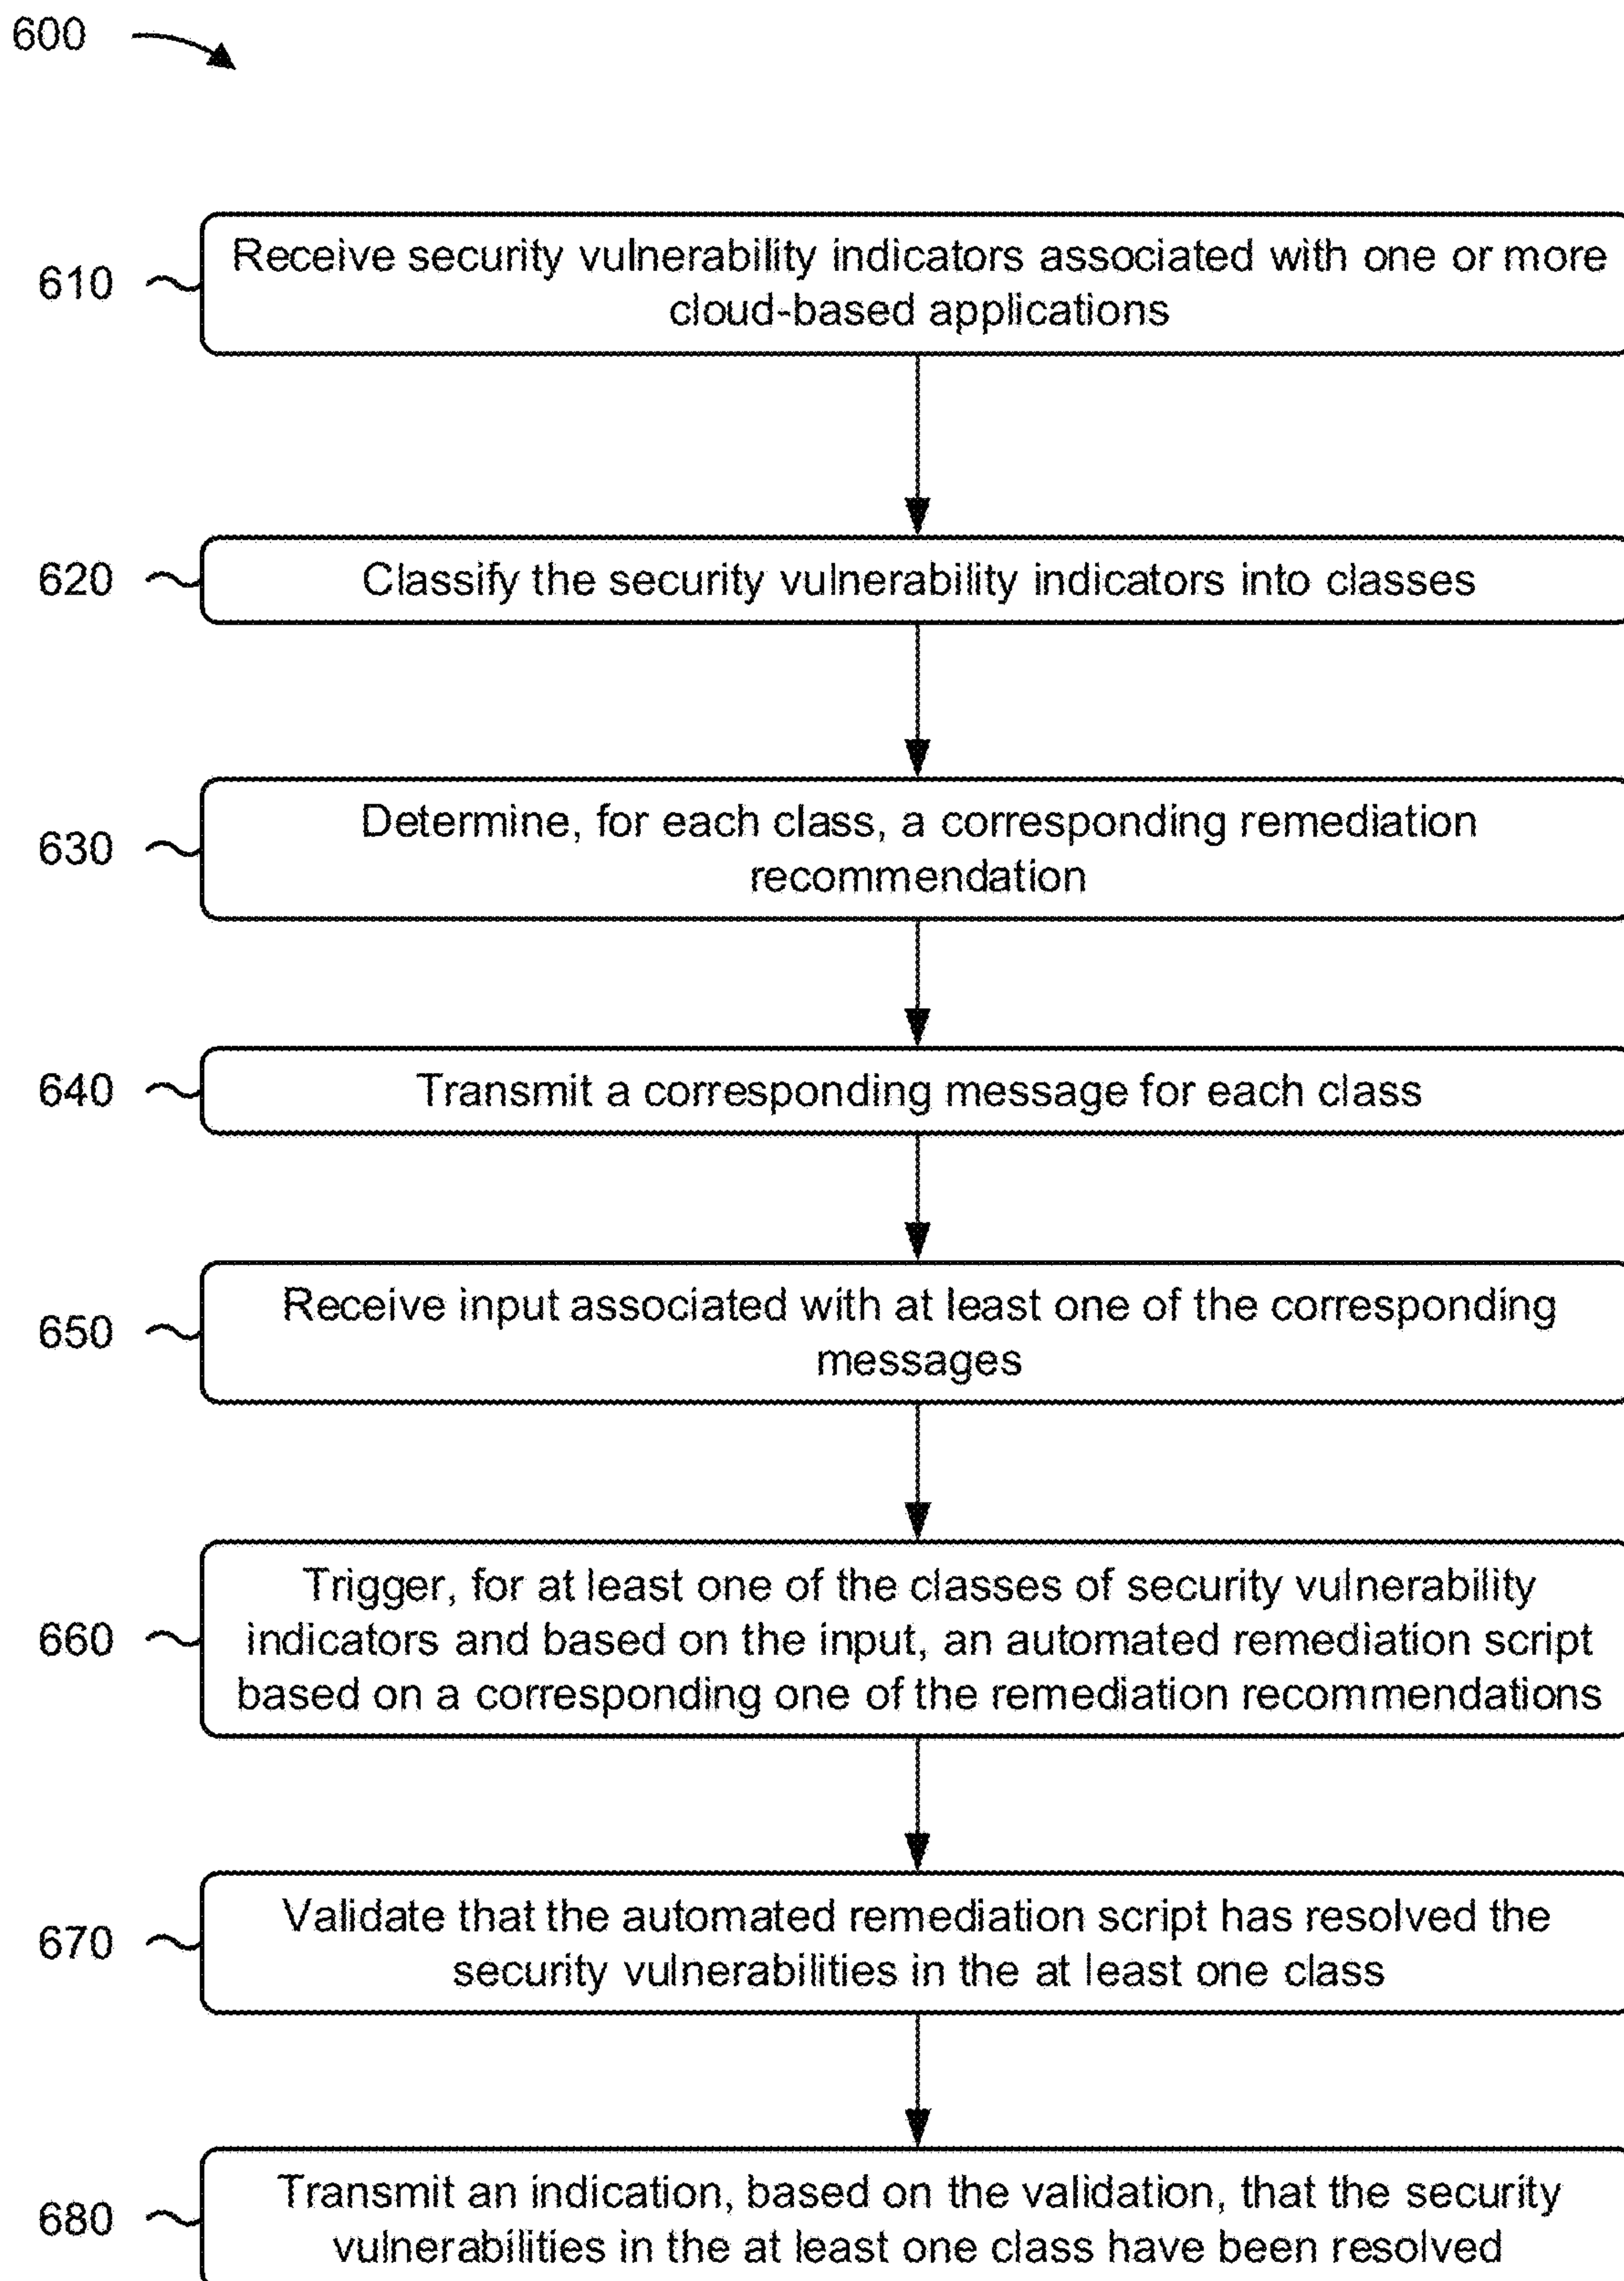 600
610
Receive security vulnerability indicators associated with one or more
cloud-based applications
620
Classify the security vulnerability indicators into classes
630
Determine, for each class, a corresponding remediation
recommendation
640
Transmit a corresponding message for each class
650
Receive input associated with at least one of the corresponding
messages
660
Trigger, for at least one of the classes of security vulnerability
indicators and based on the input, an automated remediation script
based on a corresponding one of the remediation recommendations
670
Validate that the automated remediation script has resolved the
security vulnerabilities in the at least one class
680
Transmit an indication, based on the validation, that the security
vulnerabilities in the at least one class have been resolved